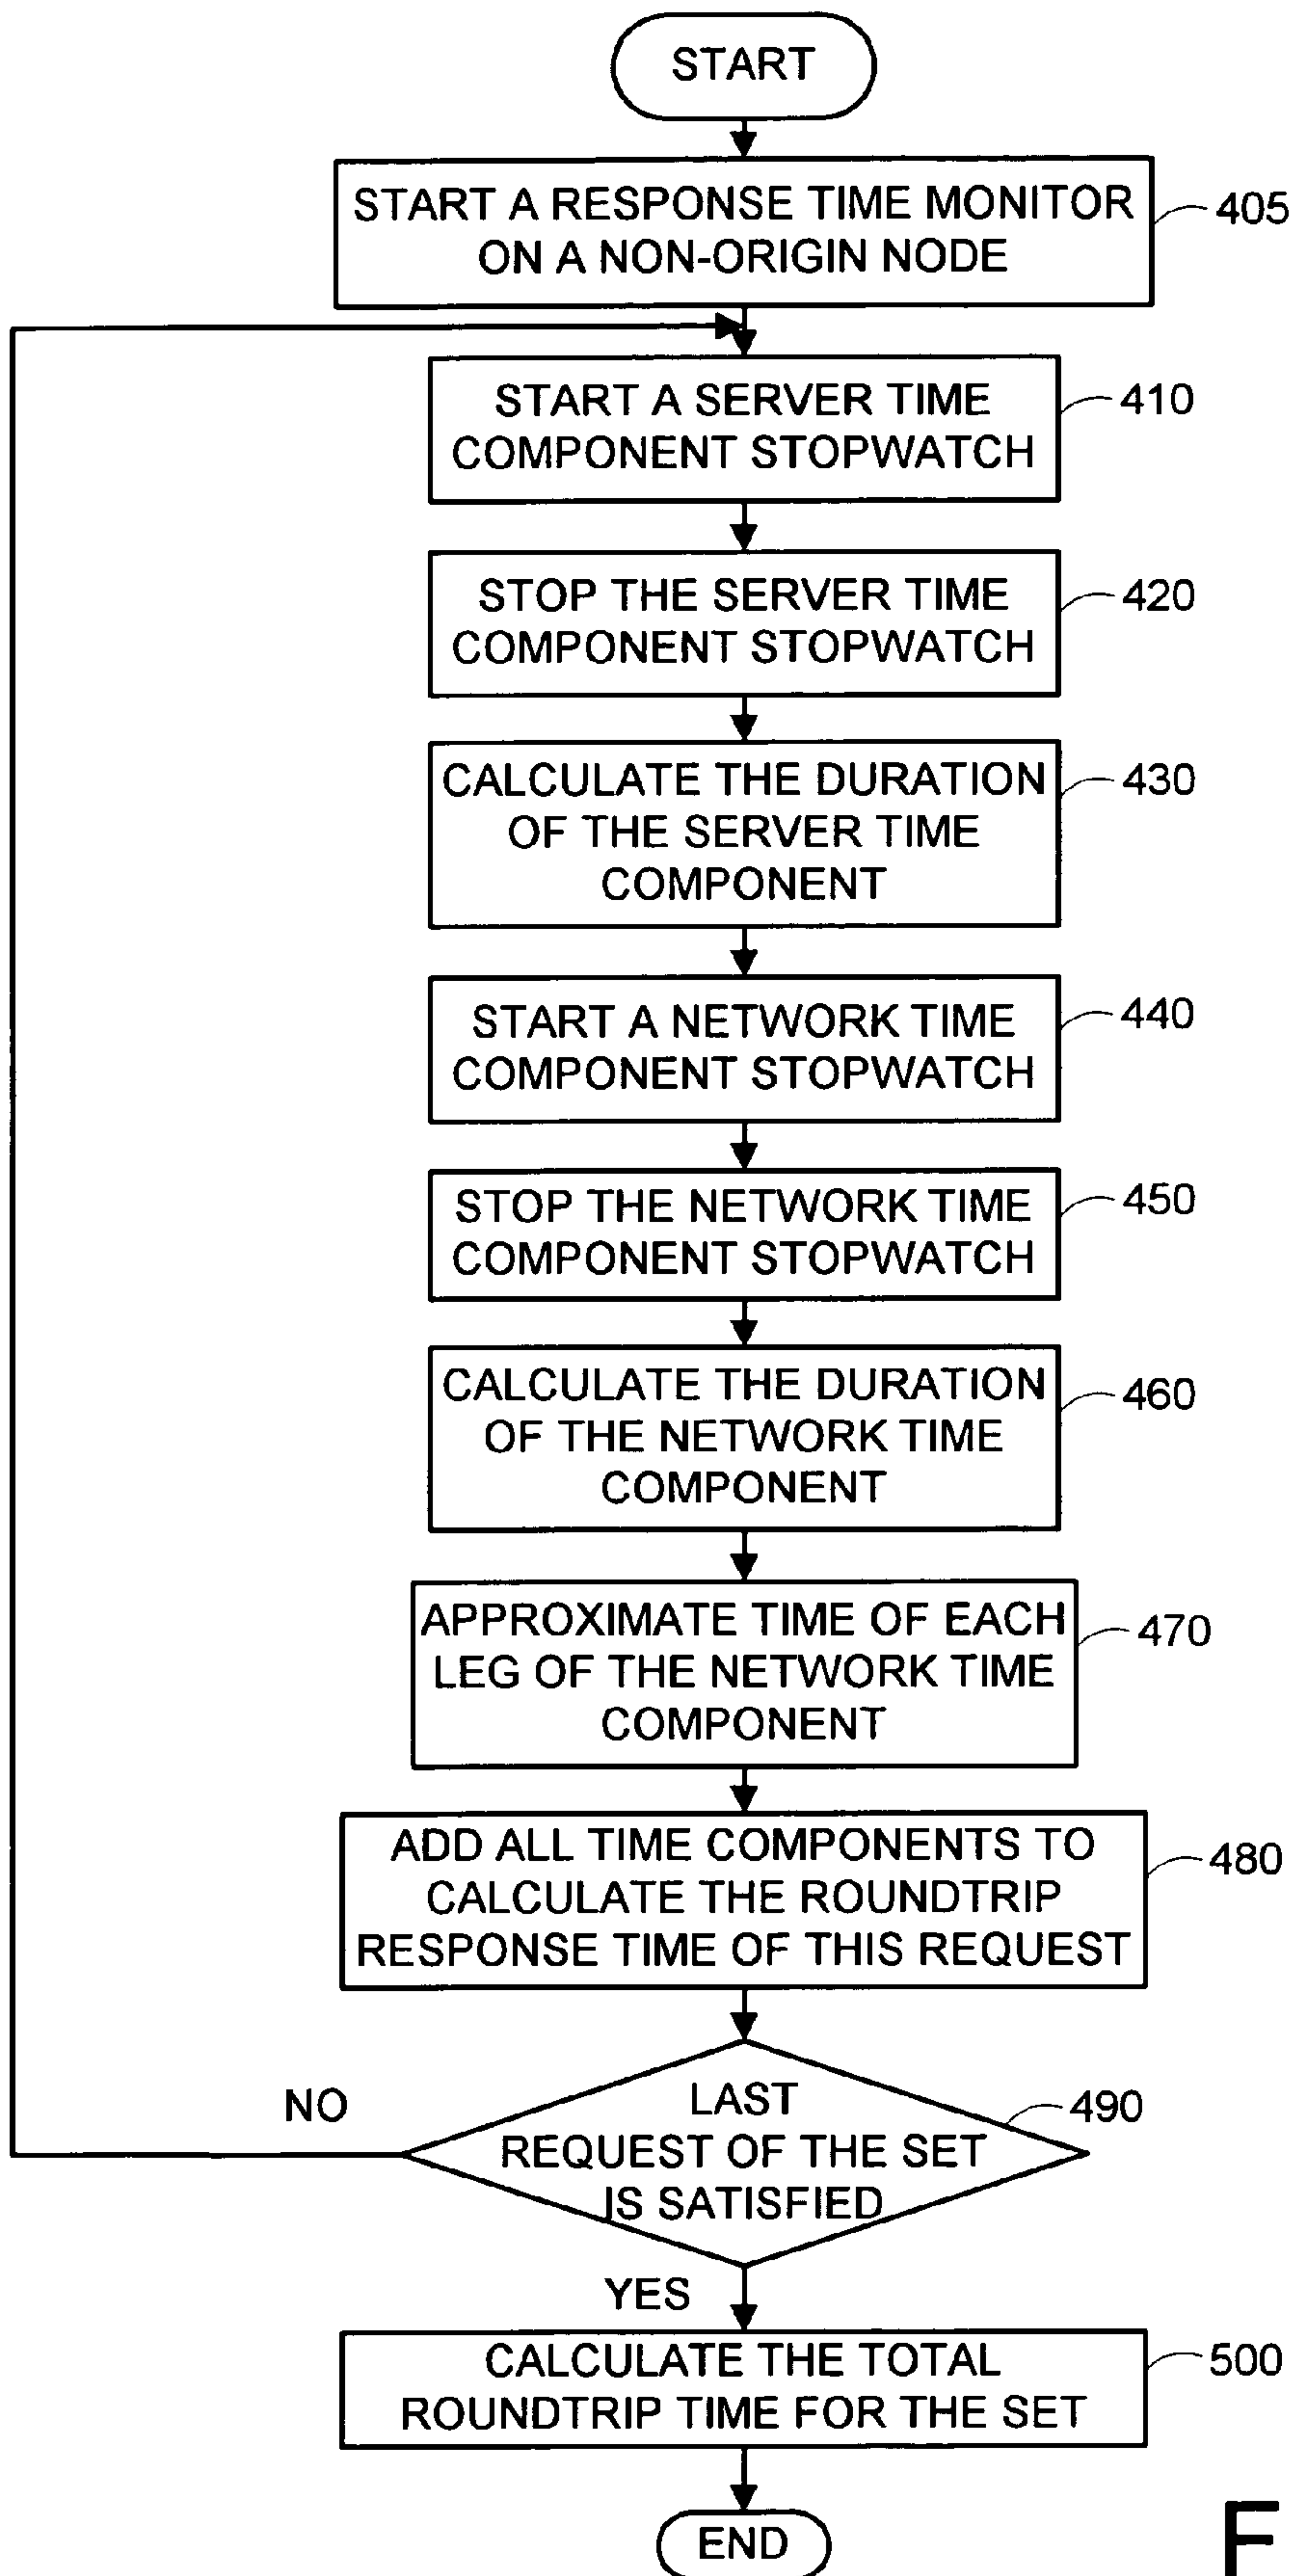 START
START A RESPONSE TIME MONITOR
ON A NON-ORIGIN NODE
405
START A SERVER TIME
COMPONENT STOPWATCH
410
STOP THE SERVER TIME
COMPONENT STOPWATCH
420
CALCULATE THE DURATION
OF THE SERVER TIME
COMPONENT
430
START A NETWORK TIME
COMPONENT STOPWATCH
440
STOP THE NETWORK TIME
COMPONENT STOPWATCH
450
CALCULATE THE DURATION
OF THE NETWORK TIME
COMPONENT
460
APPROXIMATE TIME OF EACH
LEG OF THE NETWORK TIME
COMPONENT
470
ADD ALL TIME COMPONENTS TO
CALCULATE THE ROUNDTRIP
RESPONSE TIME OF THIS REQUEST
480
NO
LAST
REQUEST OF THE SET
IS SATISFIED
490
YES
CALCULATE THE TOTAL
ROUNDTRIP TIME FOR THE SET
500
END